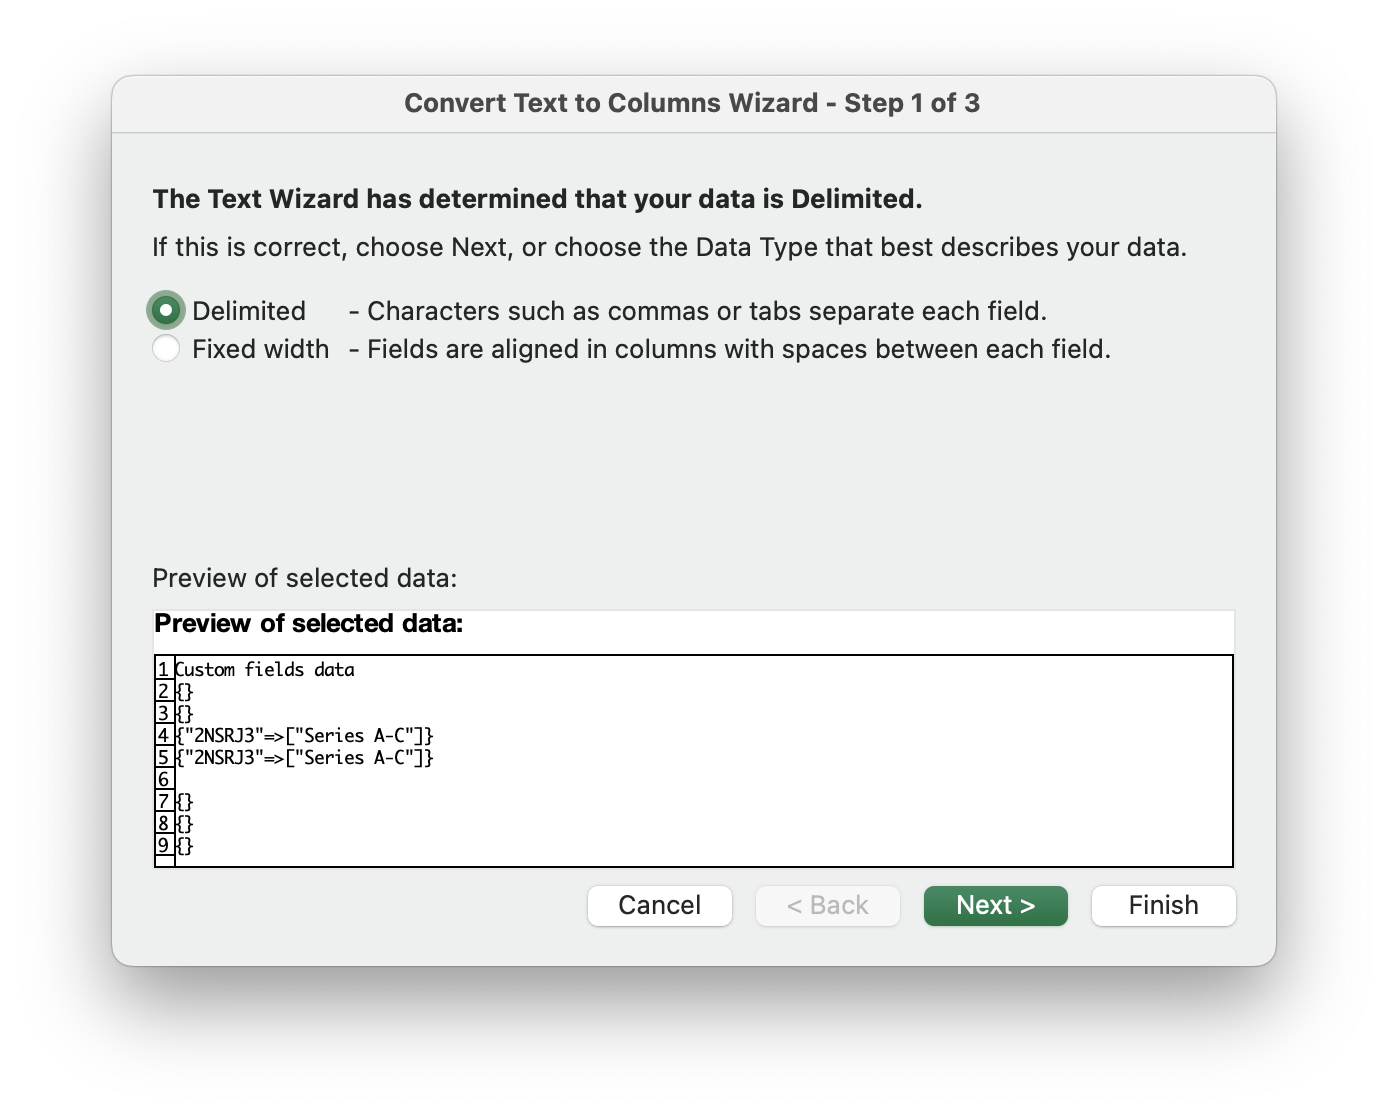 Convert Text to Columns Wizard - Step 1 of 3
The Text Wizard has determined that your data is Delimited.
If this is correct, choose Next, or choose the Data Type that best describes your data.
Delimited - Characters such as commas or tabs separate each field.
Fixed width - Fields are aligned in columns with spaces between each field.
Preview of selected data:
Preview of selected data:
1 Custom fields data
2 {}
3 {}
4 {"2NSRJ3"=>["Series A-C"]}
5 {"2NSRJ3"=>["Series A-C"]}
6
7 {}
8 {}
9 {}
Cancel < Back Next > Finish